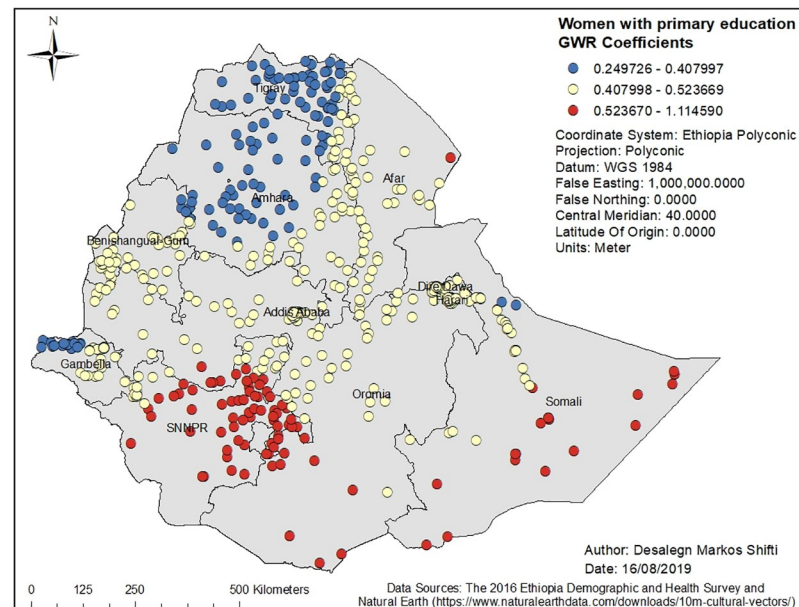 N
Women with primary education
GWR Coefficients
0.249726 - 0.407997
0.407998 - 0.523669
0.523670 - 1.114590
Coordinate System: Ethiopia Polyconic
Projection: Polyconic
Datum: WGS 1984
False Easting: 1,000,000.0000
False Northing: 0.0000
Central Meridian: 40.0000
Latitude Of Origin: 0.0000
Units: Meter
Tigray
Afar
Amhara
Benishangual-Gum
Dire Dawa
Harari
Addis Ababa
Gambella
Oromia
Somali
SNNPR
Author: Desalegn Markos Shifti
Date: 16/08/2019
0 125 250 500 Kilometers
Data Sources: The 2016 Ethiopia Demographic and Health Survey and
Natural Earth (https://www.naturalearthdata.com/downloads/10m-cultural-vectors/)